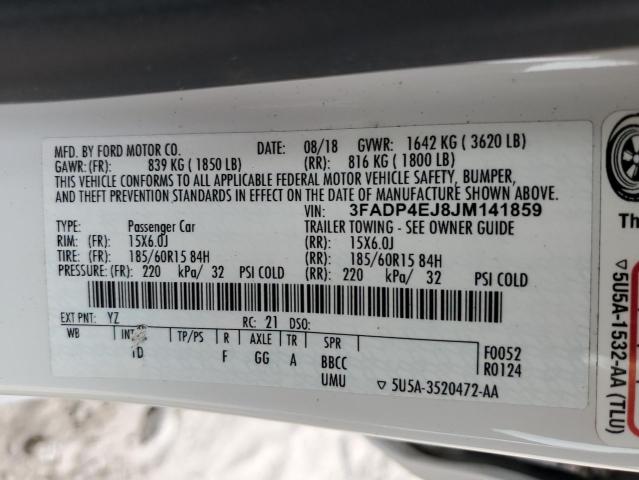 MFD. BY FORD MOTOR CO. DATE: 08/18 GVWR: 1642 KG ( 3620 LB)
GAWR: (FR): 839 KG ( 1850 LB) (RR): 816 KG ( 1800 LB)
THIS VEHICLE CONFORMS TO ALL APPLICABLE FEDERAL MOTOR VEHICLE SAFETY, BUMPER,
AND THEFT PREVENTION STANDARDS IN EFFECT ON THE DATE OF MANUFACTURE SHOWN ABOVE.
VIN: 3FADP4EJ8JM141859
TYPE: Passenger Car TRAILER TOWING - SEE OWNER GUIDE
RIM: (FR) 15X6.0J (RR): 15X6.0J
TIRE: (FR) 185/60R15 84H (RR): 185/60R15 84H
PRESSURE: (FR) 220 kPa/ 32 PSI COLD (RR): 220 kPa/ 32 PSI COLD
EXT PNT: YZ RC: 21 DSO:
WB TP/PS R AXLE TR SPR F0052
1D F GG A BBCC R0124
UMU ▽5U5A-3520472-AA
▽5U5A-1532-AA (TLU)